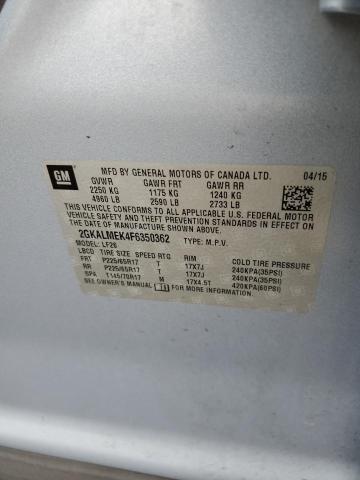 GM
MFD BY GENERAL MOTORS OF CANADA LTD. 04/15
GVWR GAWR FRT GAWR RR
2250 KG 1175 KG 1240 KG
4960 LB 2590 LB 2733 LB
THIS VEHICLE CONFORMS TO ALL APPLICABLE U.S. FEDERAL MOTOR
VEHICLE SAFETY AND THEFT PREVENTION STANDARDS IN EFFECT ON
THE DATE OF MANUFACTURE SHOWN ABOVE.
2GKALMEK4F6350362 TYPE: M.P.V.
MODEL: LF26
LBCD TIRE SIZE SPEED RTG RIM COLD TIRE PRESSURE
FRT P225/65R17 T 17X7J 240KPA(35PSI)
RR P225/65R17 T 17X7J 240KPA(35PSI)
SPA T145/70R17 M 17X4.5T 420KPA(60PSI)
SEE OWNER'S MANUAL FOR MORE INFORMATION.